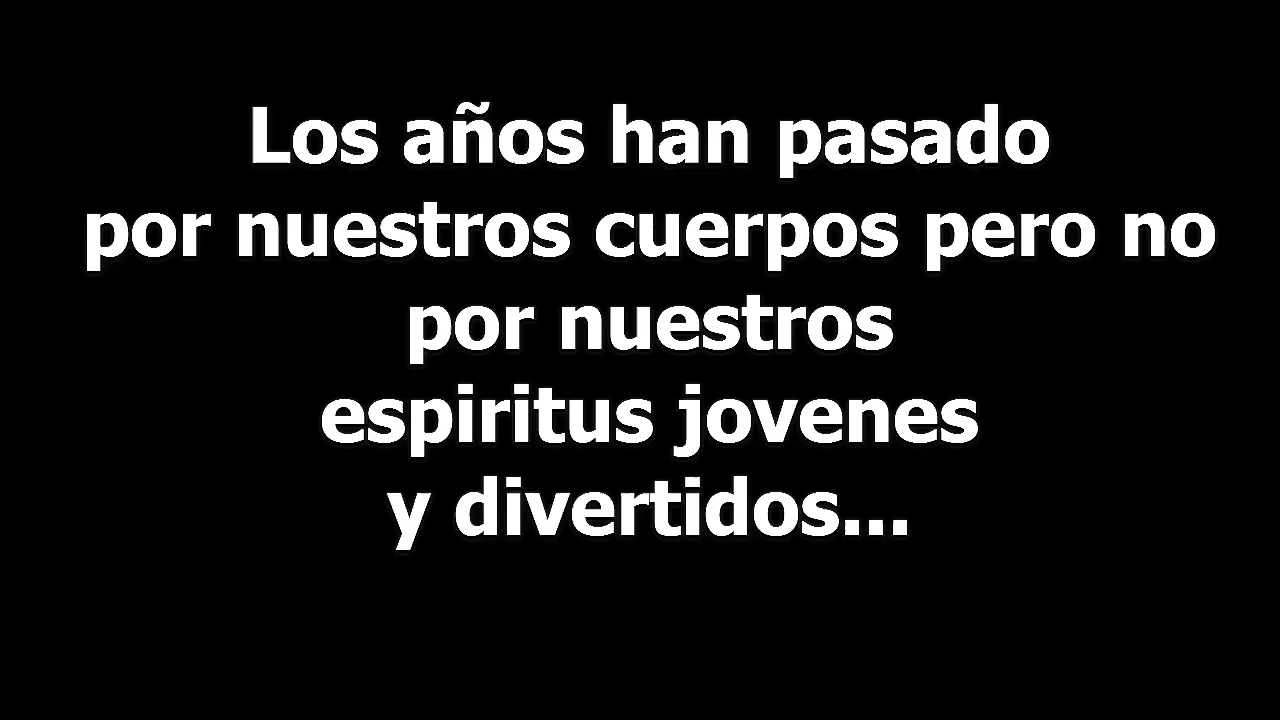 Los años han pasado
por nuestros cuerpos pero no
por nuestros
espiritus jovenes
y divertidos...